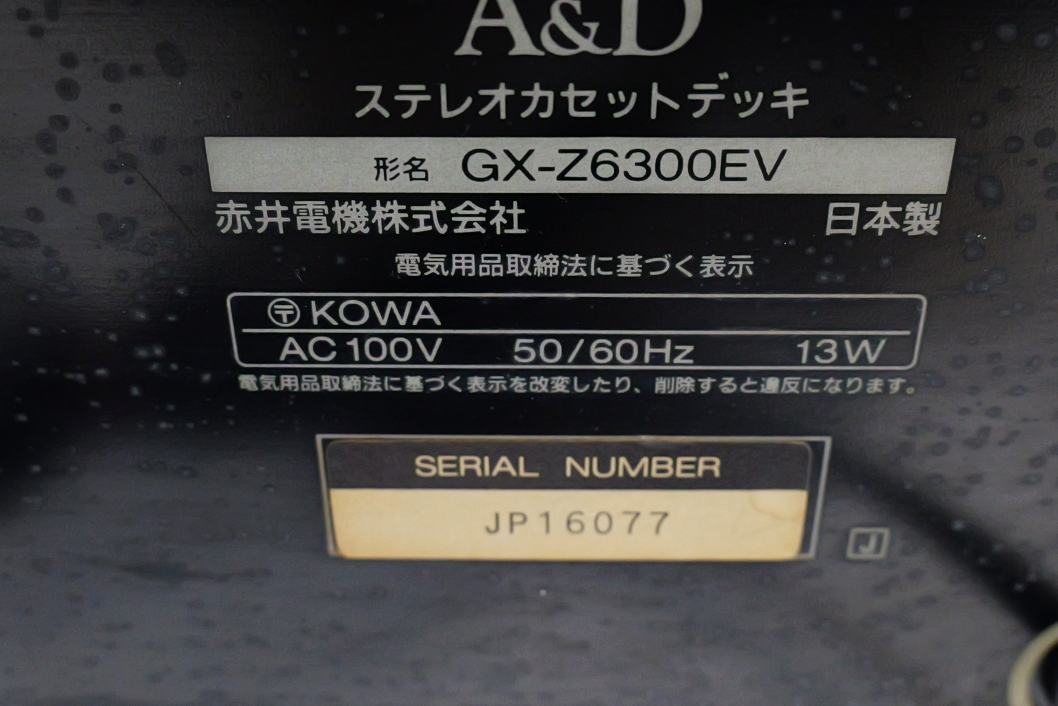 A&D
ステレオカセットデッキ
形名 GX-Z6300EV
赤井電機株式会社 日本製
電気用品取締法に基づく表示
〒 KOWA
AC 100V 50/60Hz 13W
電気用品取締法に基づく表示を改変したり、削除すると違反になります。
SERIAL NUMBER
JP16077
J